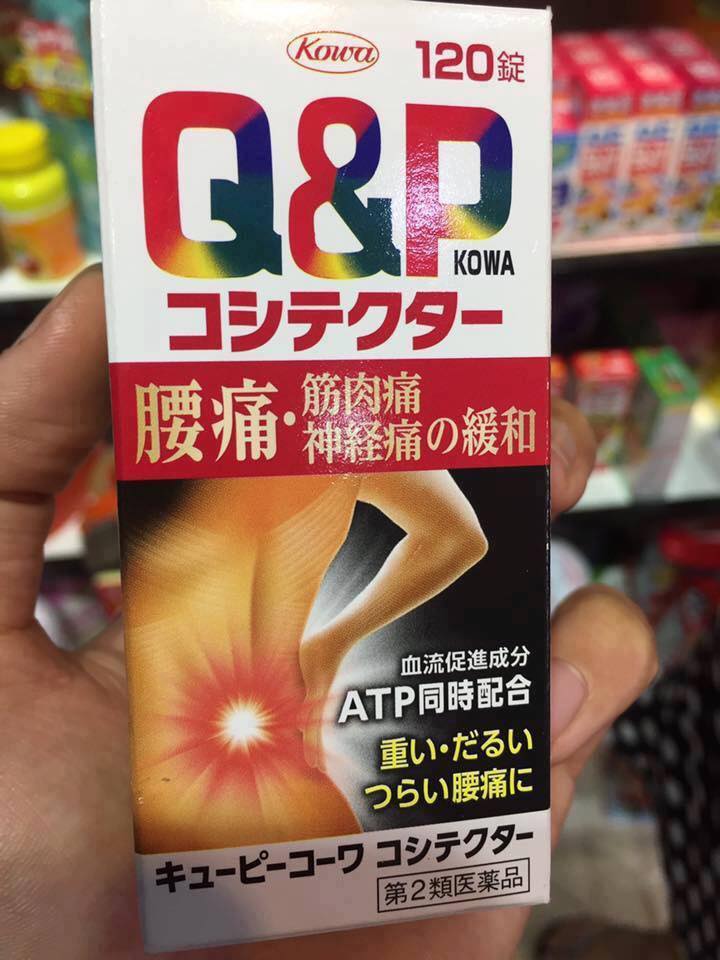 Kowa
120錠
Q&P
KOWA
コシテクター
腰痛・筋肉痛
神経痛の緩和
血流促進成分
ATP同時配合
重い・だるい
つらい腰痛に
キューピーコーワ コシテクター
第2類医薬品